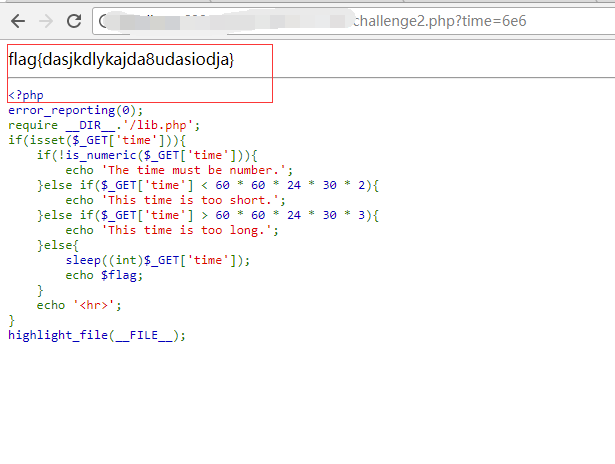 challenge2.php?time=6e6
flag{dasjkdlykajda8udasiodja}
<?php
error_reporting(0);
require __DIR__.'/lib.php';
if(isset($_GET['time'])){
    if(!is_numeric($_GET['time'])){
        echo 'The time must be number.';
    }else if($_GET['time'] < 60 * 60 * 24 * 30 * 2){
        echo 'This time is too short.';
    }else if($_GET['time'] > 60 * 60 * 24 * 30 * 3){
        echo 'This time is too long.';
    }else{
        sleep((int)$_GET['time']);
        echo $flag;
    }
    echo '<hr>';
}
highlight_file(__FILE__);